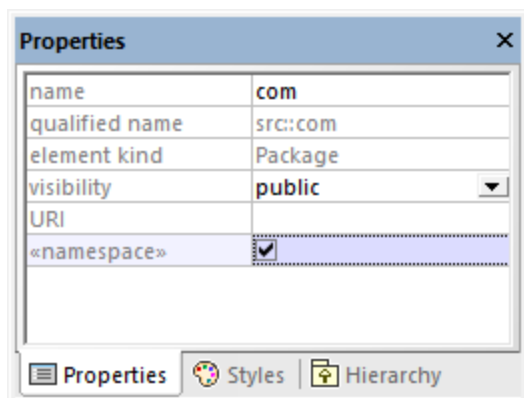 Properties
name com
qualified name src::com
element kind Package
visibility public
URI
«namespace»
Properties Styles Hierarchy